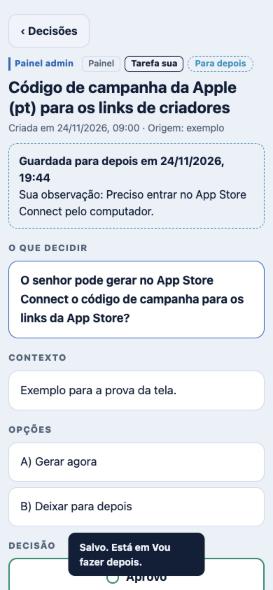 ‹ Decisões
Painel admin Painel Tarefa sua Para depois
Código de campanha da Apple
(pt) para os links de criadores
Criada em 24/11/2026, 09:00 · Origem: exemplo
Guardada para depois em 24/11/2026,
19:44
Sua observação: Preciso entrar no App Store
Connect pelo computador.
O QUE DECIDIR
O senhor pode gerar no App Store
Connect o código de campanha para os
links da App Store?
CONTEXTO
Exemplo para a prova da tela.
OPÇÕES
A) Gerar agora
B) Deixar para depois
DECISÃO
Salvo. Está em Vou
fazer depois.
Aprovo